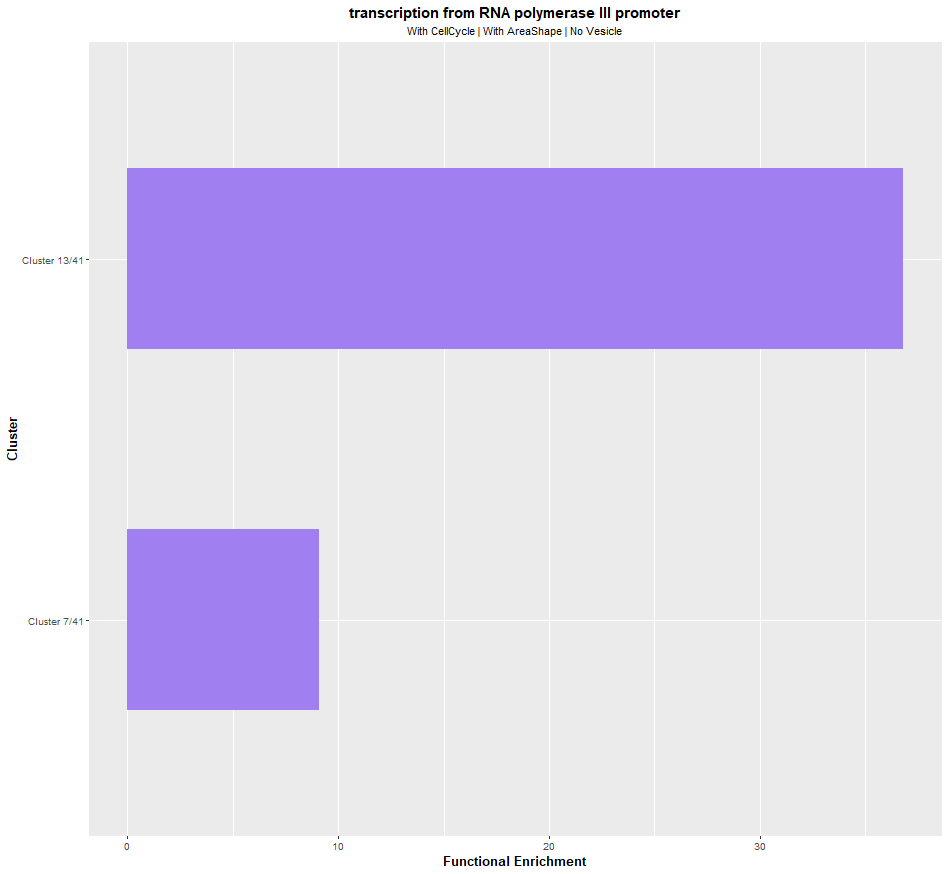 transcription from RNA polymerase III promoter
With CellCycle | With AreaShape | No Vesicle
Cluster
Cluster 13/41
Cluster 7/41
0 10 20 30
Functional Enrichment